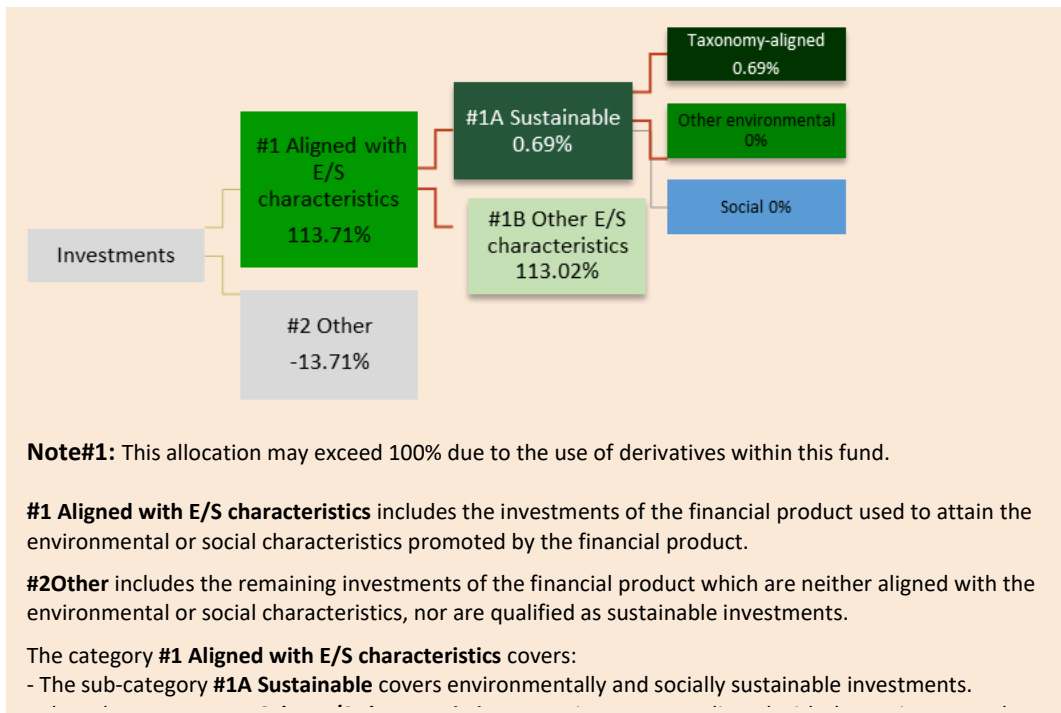 Investments
#1 Aligned with
E/S
characteristics
113.71%
#2 Other
-13.71%
#1A Sustainable
0.69%
#1B Other E/S
characteristics
113.02%
Taxonomy-aligned
0.69%
Other environmental
0%
Social 0%
Note#1: This allocation may exceed 100% due to the use of derivatives within this fund.
#1 Aligned with E/S characteristics includes the investments of the financial product used to attain the
environmental or social characteristics promoted by the financial product.
#2Other includes the remaining investments of the financial product which are neither aligned with the
environmental or social characteristics, nor are qualified as sustainable investments.
The category #1 Aligned with E/S characteristics covers:
- The sub-category #1A Sustainable covers environmentally and socially sustainable investments.